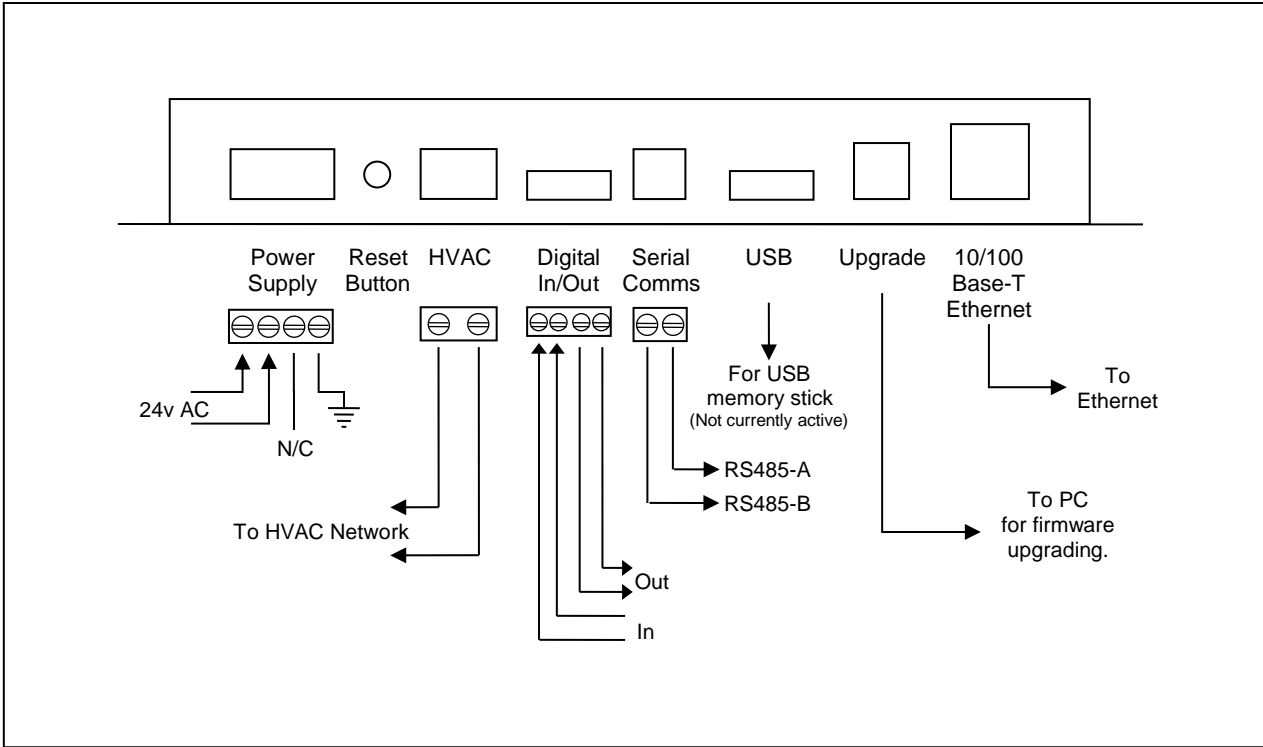 Power
Supply
Reset
Button
HVAC
Digital
In/Out
Serial
Comms
USB
Upgrade
10/100
Base-T
Ethernet
24v AC
N/C
To HVAC Network
Out
In
RS485-A
RS485-B
For USB
memory stick
(Not currently active)
To PC
for firmware
upgrading.
To
Ethernet